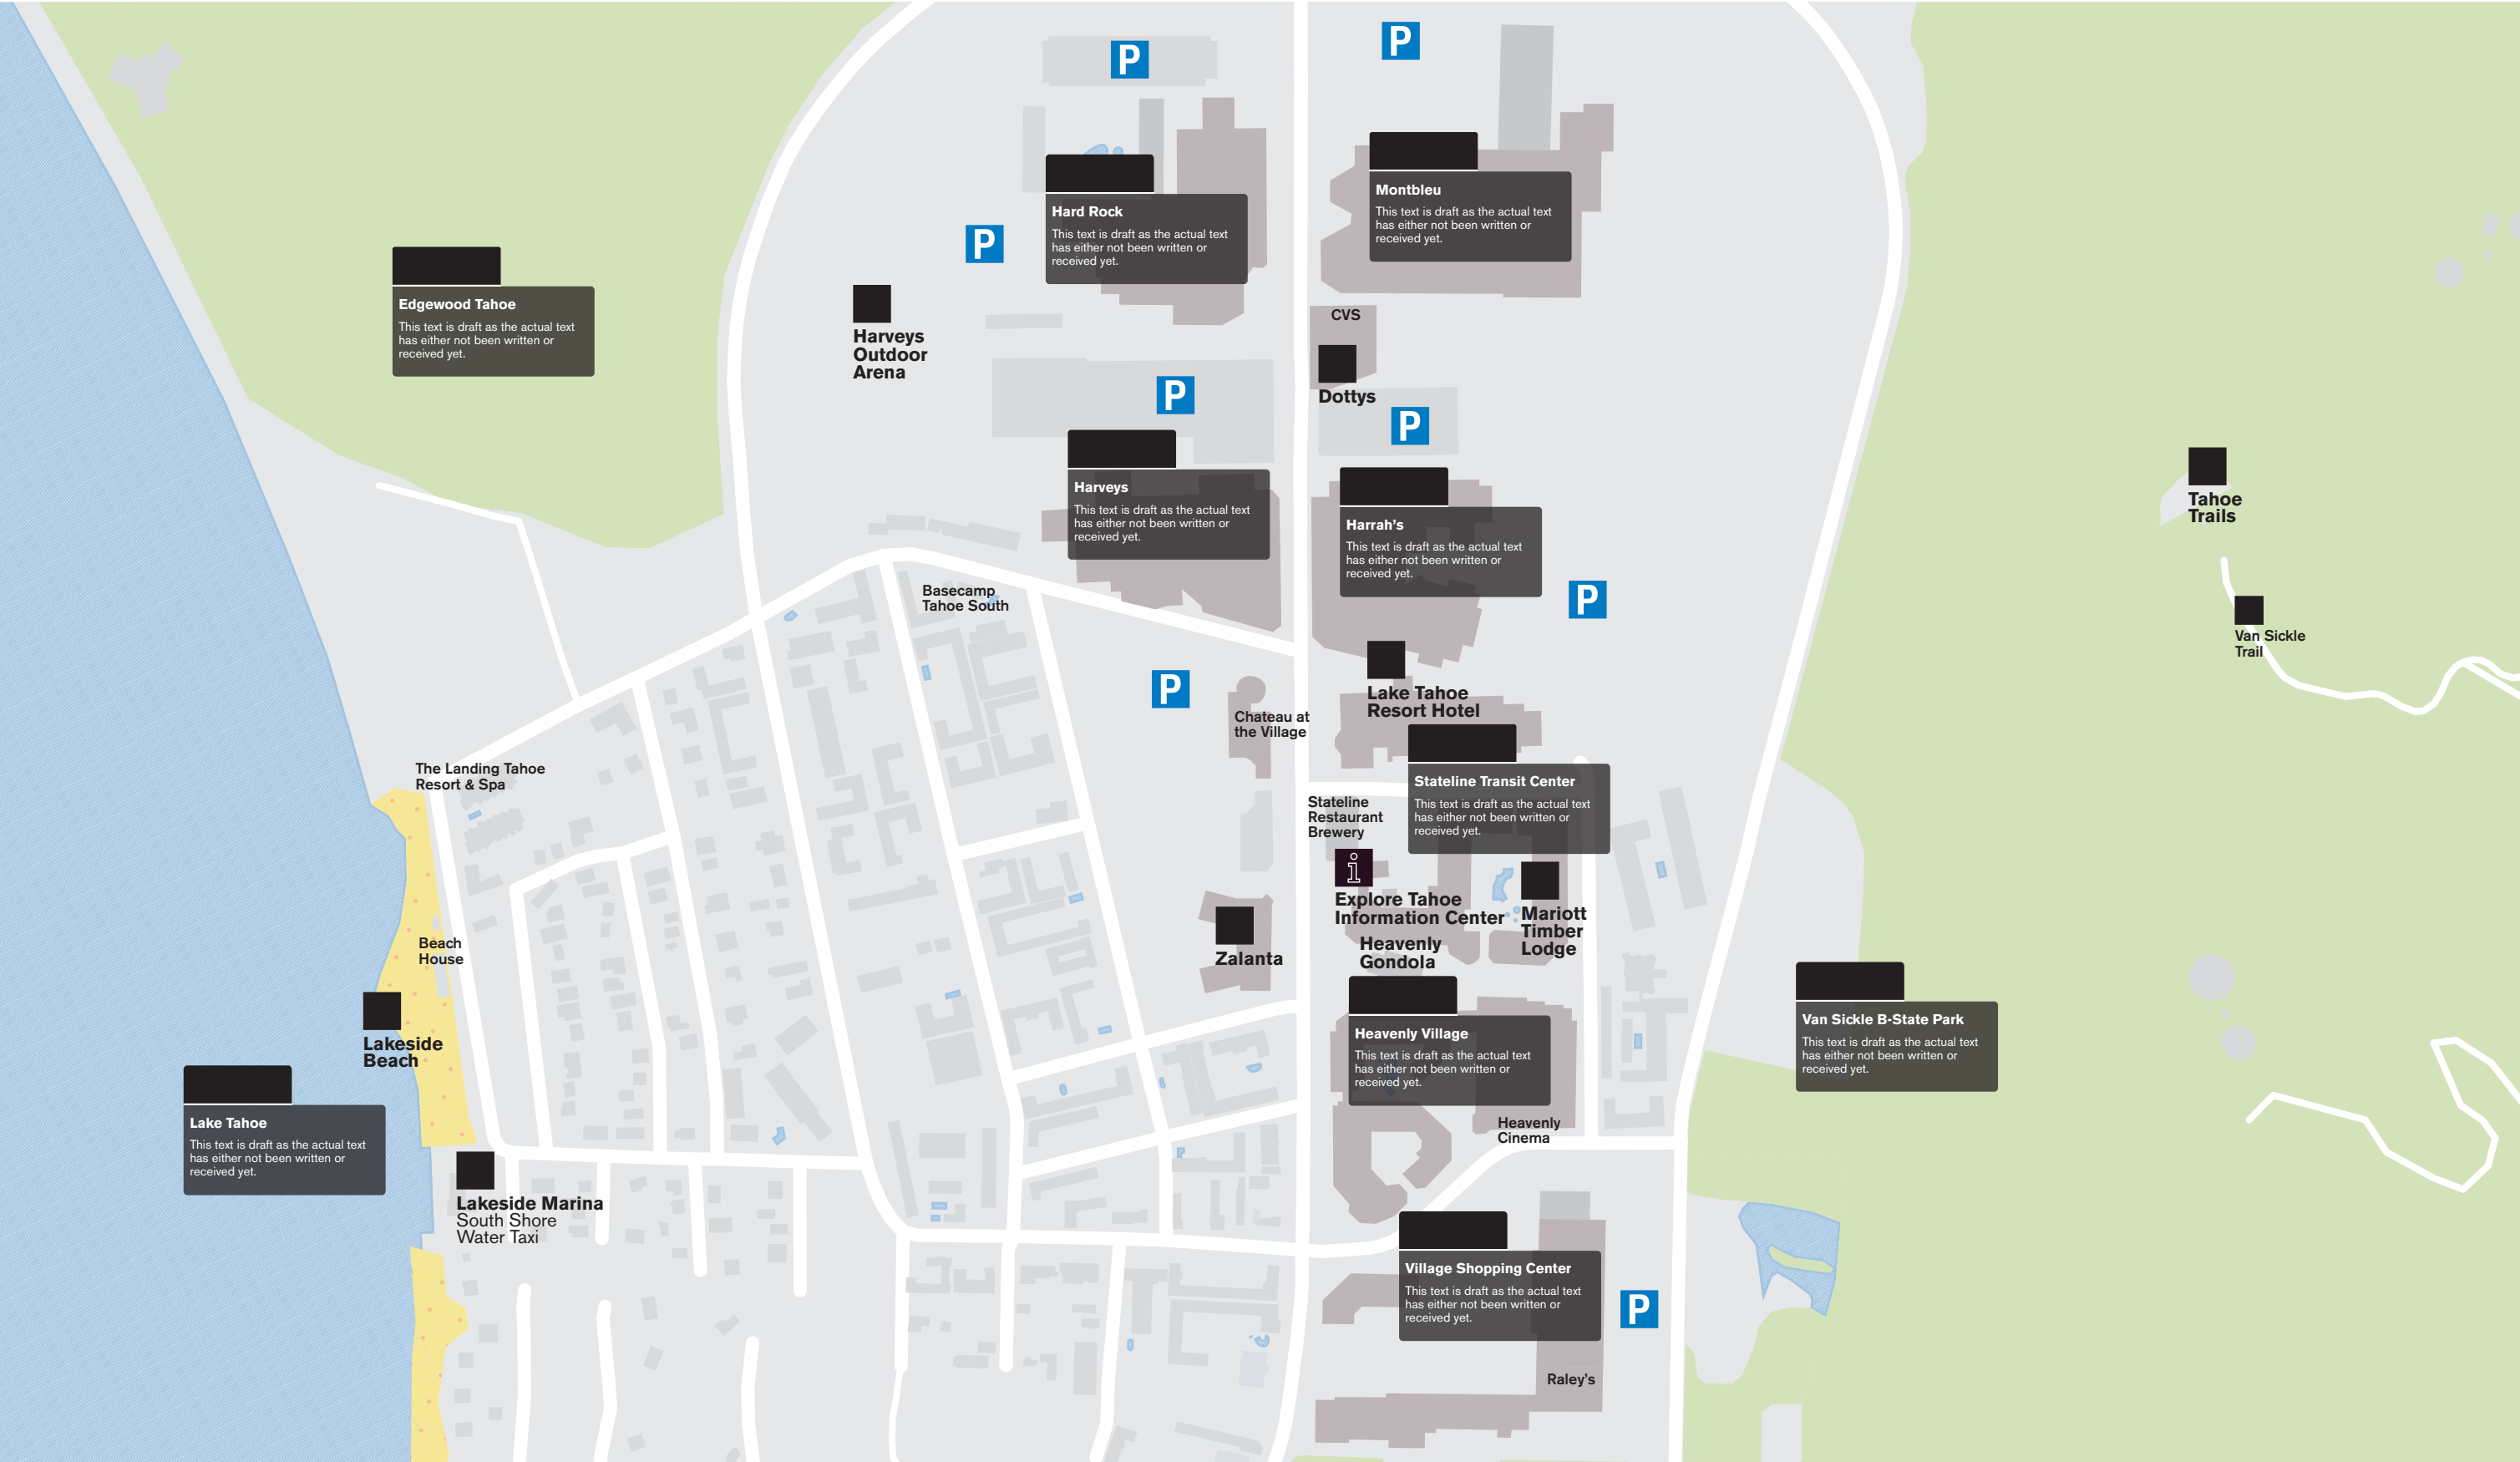 P
P
Montbleu
This text is draft as the actual text
has either not been written or
received yet.
Hard Rock
This text is draft as the actual text
has either not been written or
received yet.
P
Edgewood Tahoe
This text is draft as the actual text
has either not been written or
received yet.
Harveys
Outdoor
Arena
CVS
Dottys
P
P
Harveys
This text is draft as the actual text
has either not been written or
received yet.
Harrah's
This text is draft as the actual text
has either not been written or
received yet.
Tahoe
Trails
Basecamp
Tahoe South
P
Van Sickle
Trail
P
Lake Tahoe
Resort Hotel
Chateau at
the Village
The Landing Tahoe
Resort & Spa
Stateline Transit Center
This text is draft as the actual text
has either not been written or
received yet.
Stateline
Restaurant
Brewery
i
Explore Tahoe
Information Center
Mariott
Timber
Lodge
Heavenly
Gondola
Zalanta
Beach
House
Lakeside
Beach
Heavenly Village
This text is draft as the actual text
has either not been written or
received yet.
Van Sickle B-State Park
This text is draft as the actual text
has either not been written or
received yet.
Lake Tahoe
This text is draft as the actual text
has either not been written or
received yet.
Heavenly
Cinema
Lakeside Marina
South Shore
Water Taxi
Village Shopping Center
This text is draft as the actual text
has either not been written or
received yet.
P
Raley's